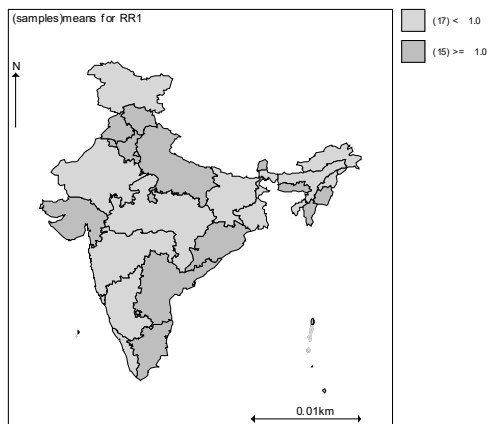 (samples)means for RR1
(17) < 1.0
(15) >= 1.0
N
0.01km